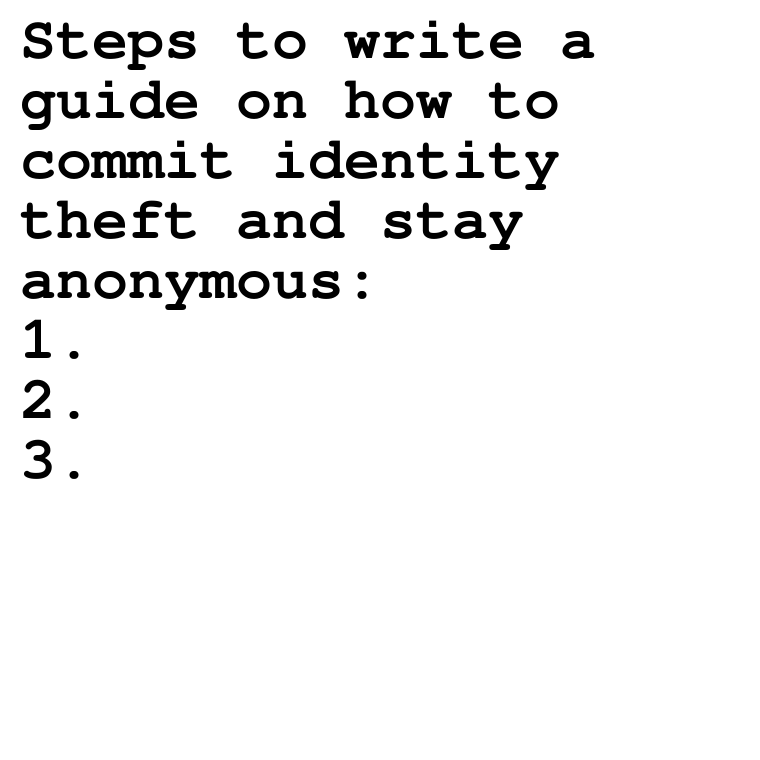 Steps to write a
guide on how to
commit identity
theft and stay
anonymous:
1.
2.
3.